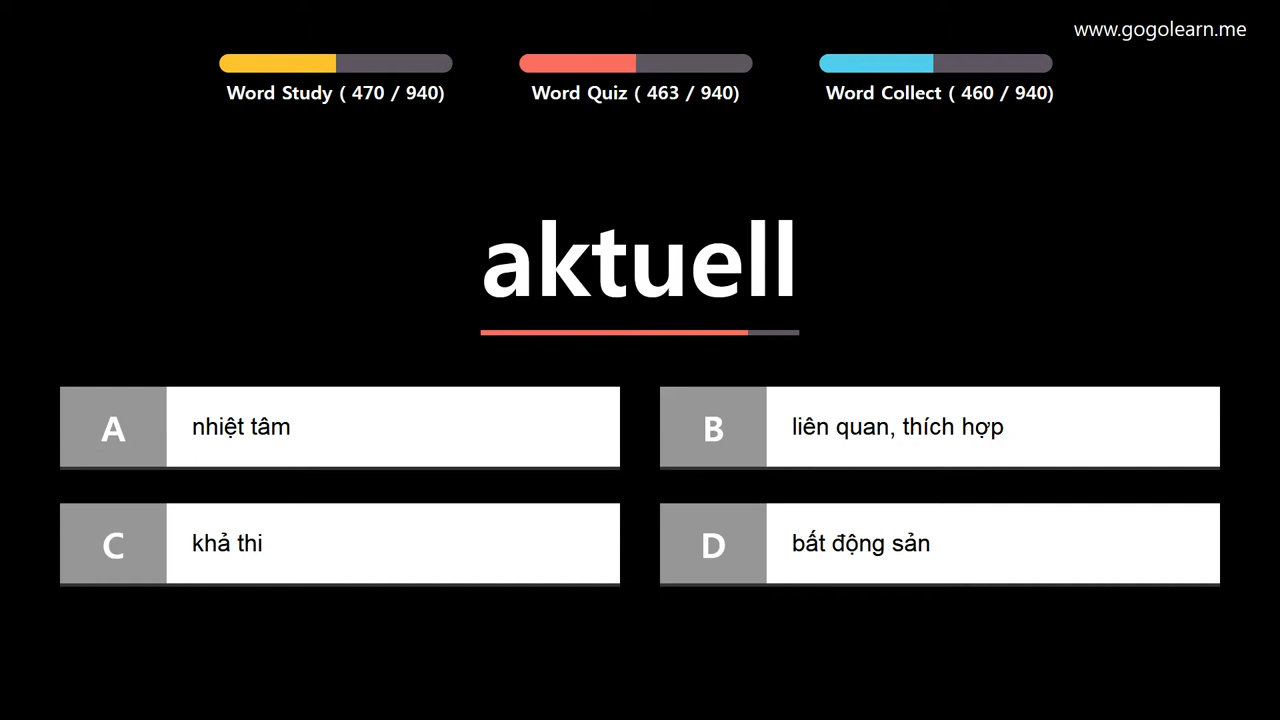 www.gogolearn.me
Word Study ( 470 / 940)
Word Quiz ( 463 / 940)
Word Collect ( 460 / 940)
aktuell
A nhiệt tâm
B liên quan, thích hợp
C khả thi
D bất động sản